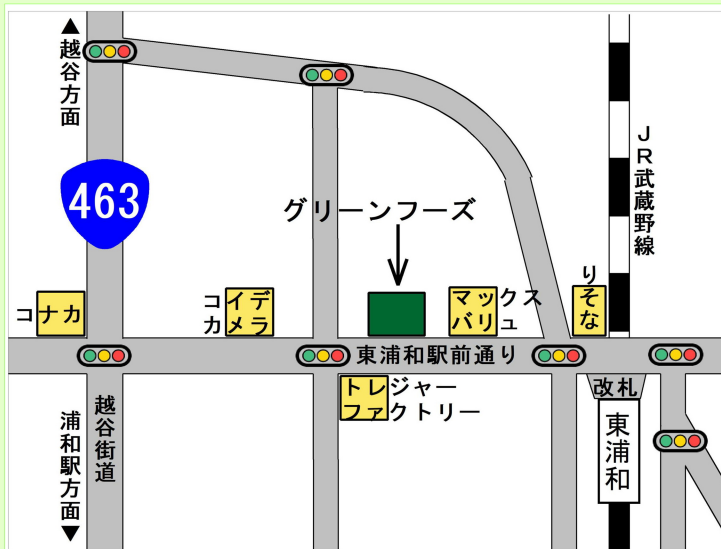 ▲越谷方面
463
グリーンフーズ
JR武蔵野線
コナカ
コイデ
カメラ
マックス
バリュ
りそな
東浦和駅前通り
トレジャー
ファクトリー
改札
東浦和
越谷街道
浦和駅方面▼